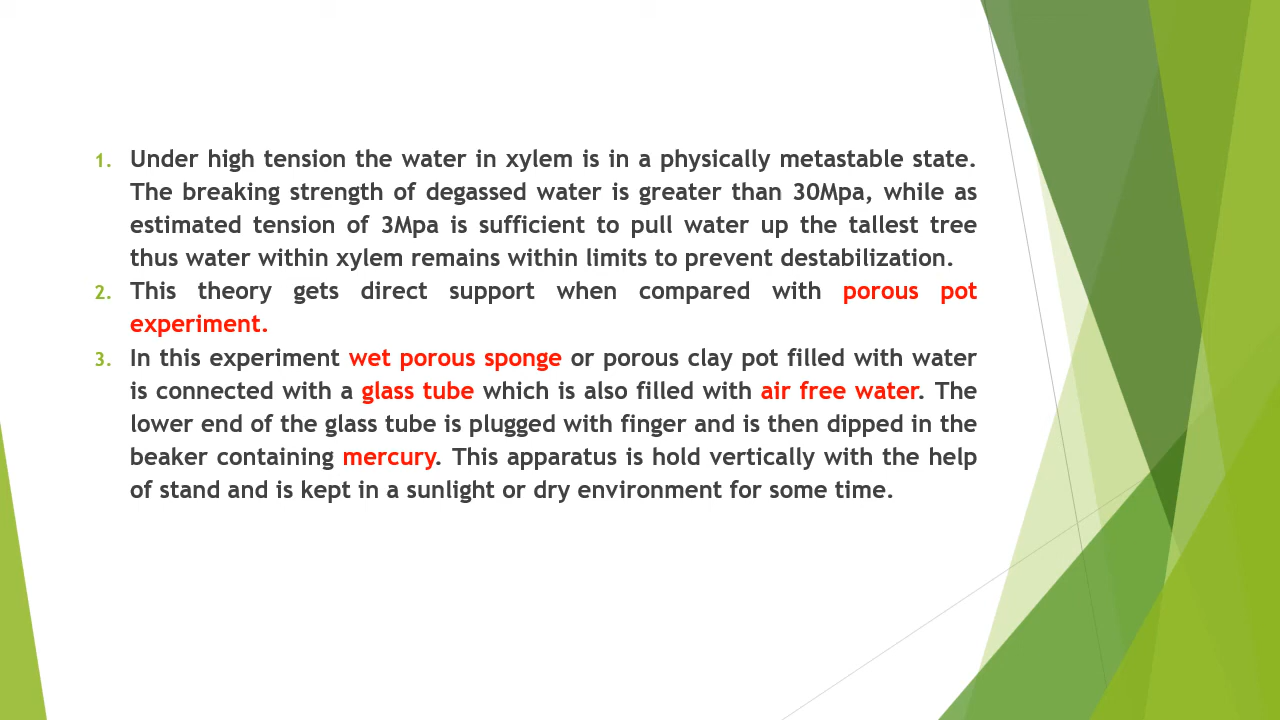 1. Under high tension the water in xylem is in a physically metastable state.
The breaking strength of degassed water is greater than 30Mpa, while as
estimated tension of 3Mpa is sufficient to pull water up the tallest tree
thus water within xylem remains within limits to prevent destabilization.
2. This theory gets direct support when compared with porous pot
experiment.
3. In this experiment wet porous sponge or porous clay pot filled with water
is connected with a glass tube which is also filled with air free water. The
lower end of the glass tube is plugged with finger and is then dipped in the
beaker containing mercury. This apparatus is hold vertically with the help
of stand and is kept in a sunlight or dry environment for some time.